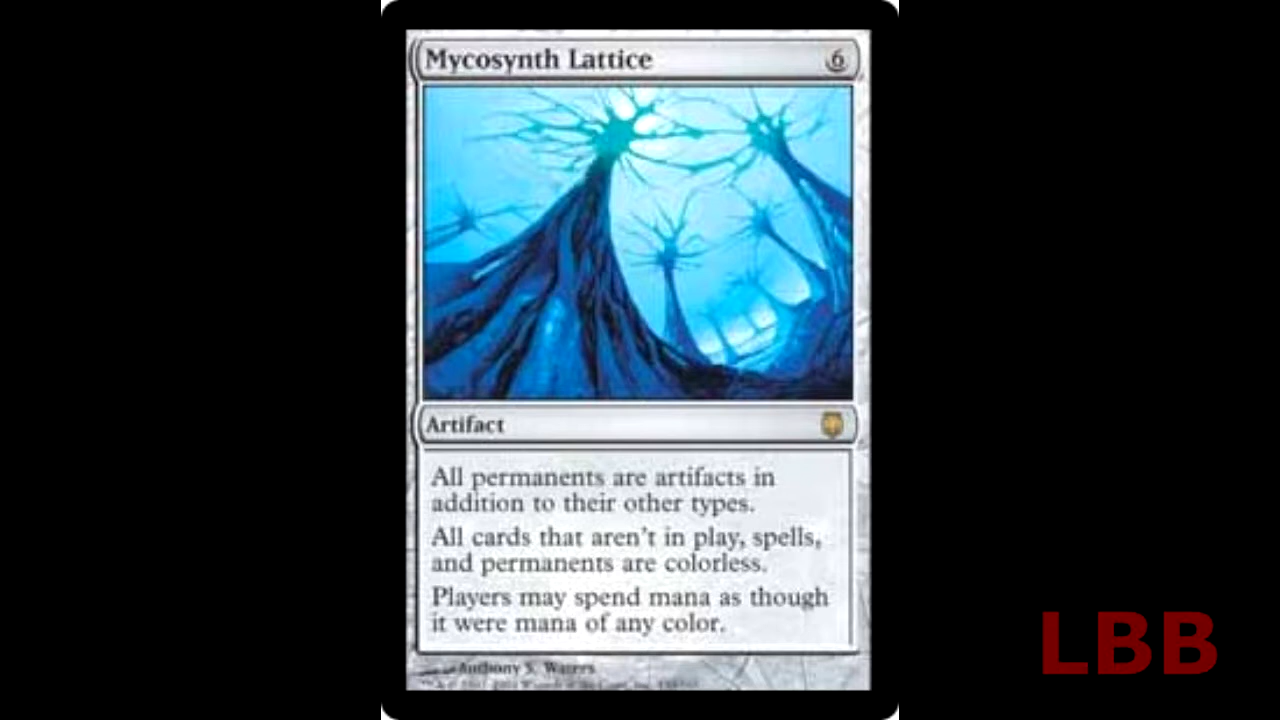 Mycosynth Lattice 6
Artifact
All permanents are artifacts in
addition to their other types.
All cards that aren't in play, spells,
and permanents are colorless.
Players may spend mana as though
it were mana of any color.
Anthony S. Waters
LBB